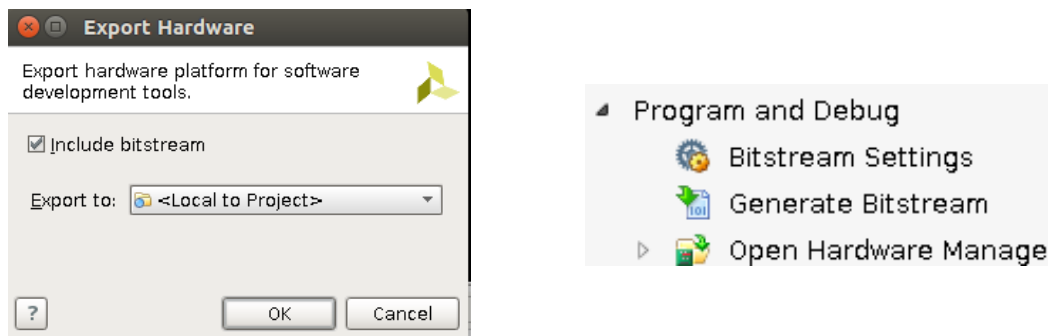 Export Hardware
Export hardware platform for software
development tools.
Include bitstream
Export to: <Local to Project>
?
OK
Cancel
Program and Debug
Bitstream Settings
101
Generate Bitstream
Open Hardware Manage